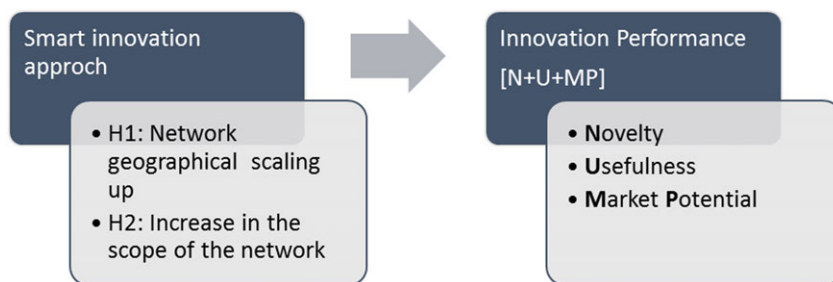 Smart innovation
approch
• H1: Network
geographical scaling
up
• H2: Increase in the
scope of the network
Innovation Performance
[N+U+MP]
• Novelty
• Usefulness
• Market Potential